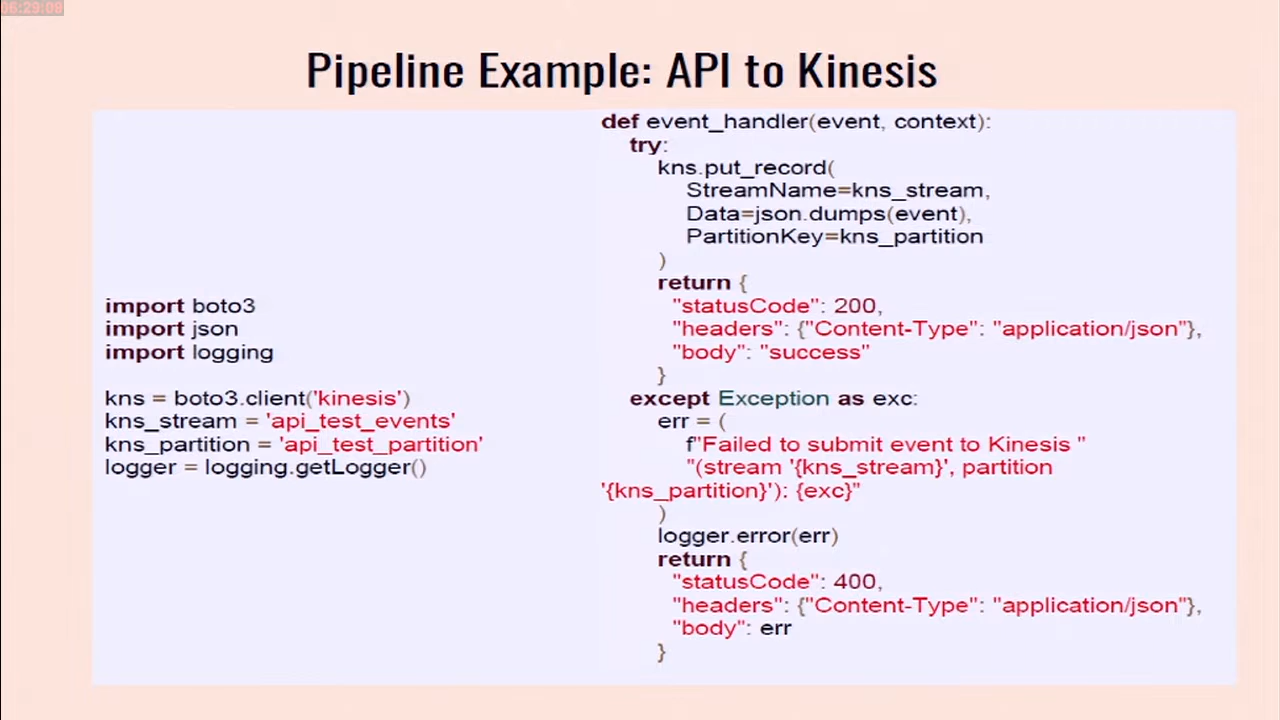 06:29:09
Pipeline Example: API to Kinesis
import boto3
import json
import logging
kns = boto3.client('kinesis')
kns_stream = 'api_test_events'
kns_partition = 'api_test_partition'
logger = logging.getLogger()
def event_handler(event, context):
try:
kns.put_record(
StreamName=kns_stream,
Data=json.dumps(event),
PartitionKey=kns_partition
)
return {
"statusCode": 200,
"headers": {"Content-Type": "application/json"},
"body": "success"
}
except Exception as exc:
err = (
f"Failed to submit event to Kinesis "
"(stream '{kns_stream}', partition
'{kns_partition}'): {exc}"
)
logger.error(err)
return {
"statusCode": 400,
"headers": {"Content-Type": "application/json"},
"body": err
}